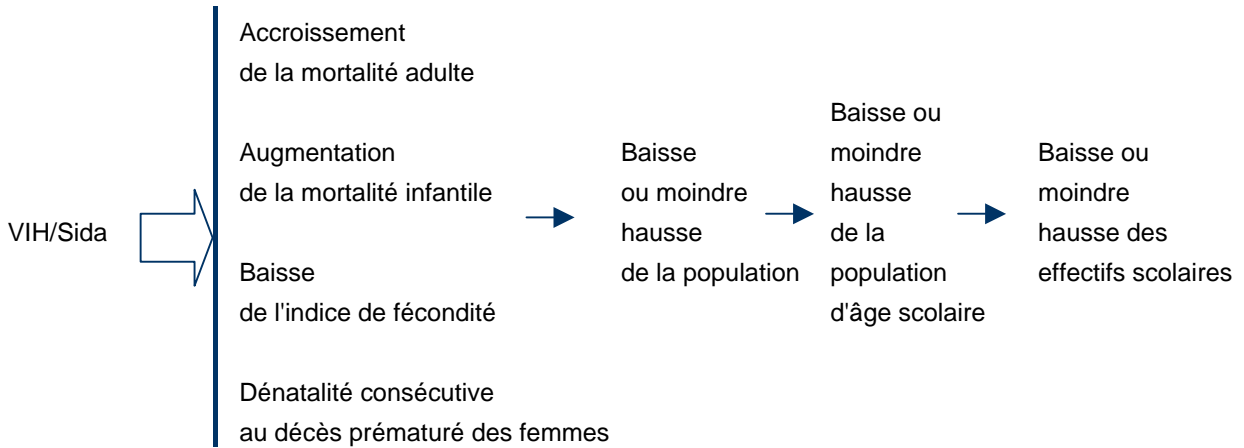 VIH/Sida
Accroissement
de la mortalité adulte
Augmentation
de la mortalité infantile
Baisse
de l'indice de fécondité
Dénatalité consécutive
au décès prématuré des femmes
Baisse
ou moindre
hausse
de la population
Baisse ou
moindre
hausse
de la
population
d'âge scolaire
Baisse ou
moindre
hausse des
effectifs scolaires